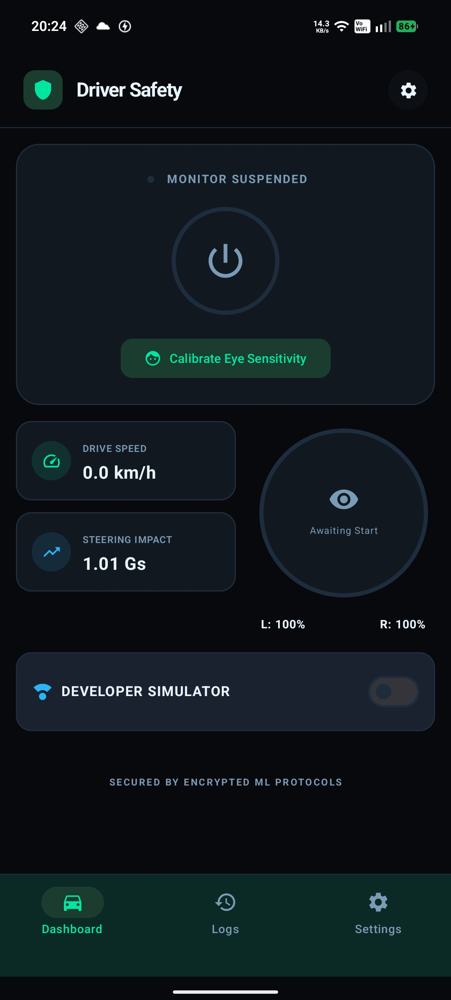 20:24
14.3 KB/s
Vo WiFi
86
Driver Safety
MONITOR SUSPENDED
Calibrate Eye Sensitivity
DRIVE SPEED
0.0 km/h
STEERING IMPACT
1.01 Gs
Awaiting Start
L: 100%
R: 100%
DEVELOPER SIMULATOR
SECURED BY ENCRYPTED ML PROTOCOLS
Dashboard
Logs
Settings